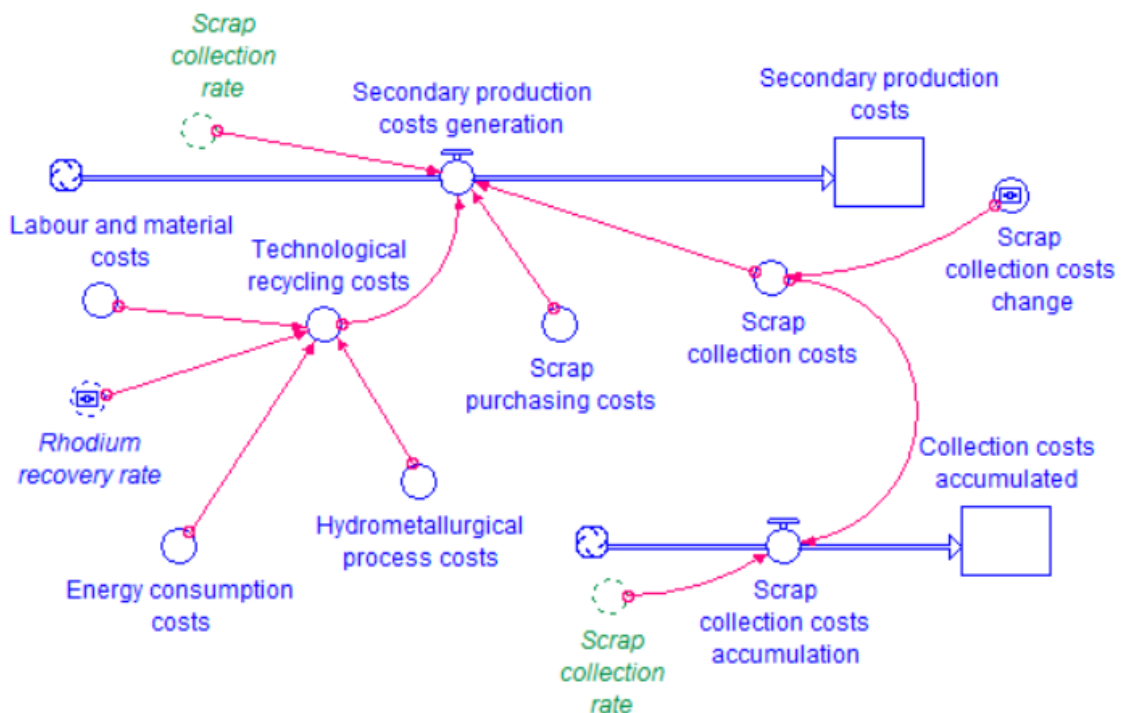 Scrap
collection
rate
Secondary production
costs generation
Secondary production
costs
Labour and material
costs
Technological
recycling costs
Scrap
collection costs
change
Scrap
purchasing costs
Scrap
collection costs
Rhodium
recovery rate
Hydrometallurgical
process costs
Energy consumption
costs
Collection costs
accumulated
Scrap
collection costs
accumulation
Scrap
collection
rate